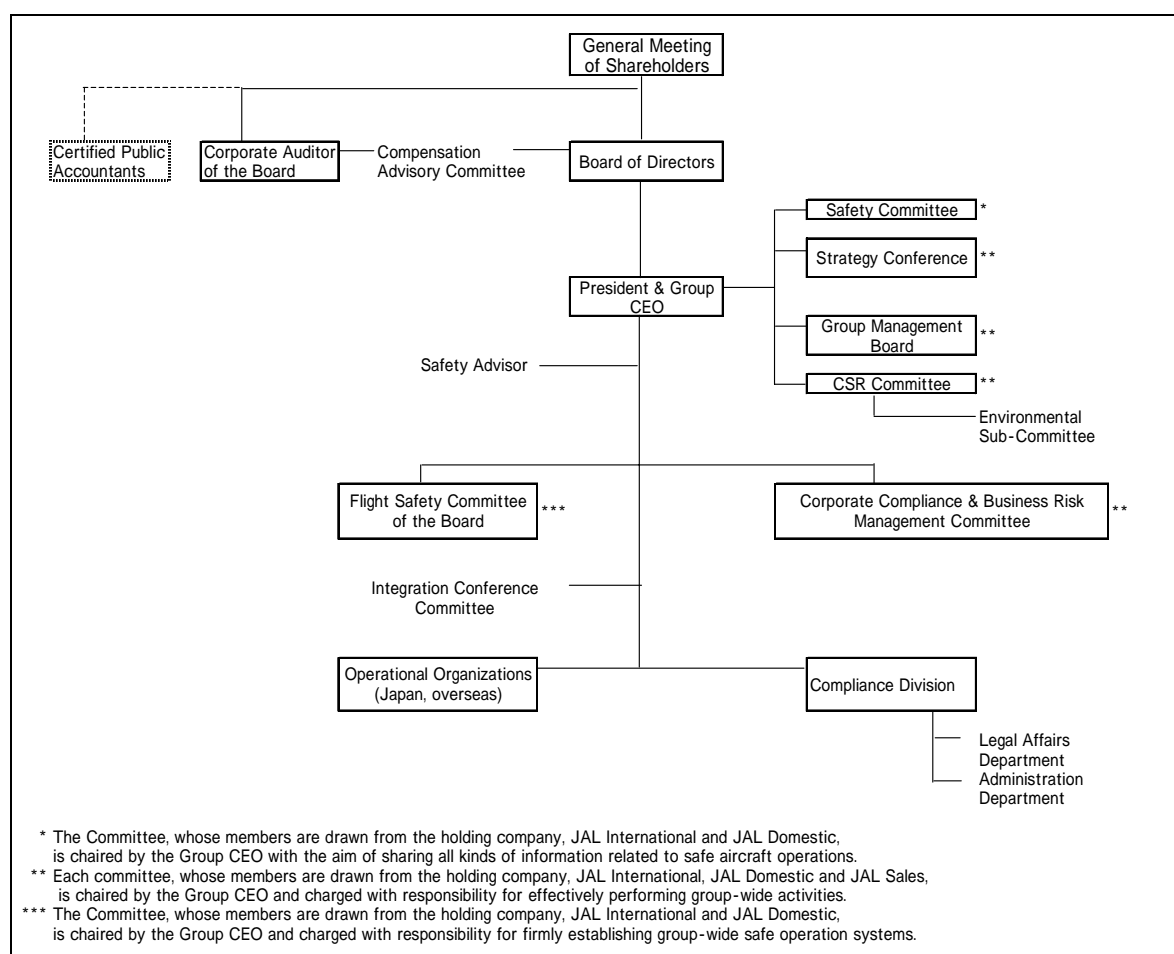 General Meeting
of Shareholders
Certified Public
Accountants
Corporate Auditor
of the Board
Compensation
Advisory Committee
Board of Directors
Safety Committee
*
Strategy Conference
**
President & Group
CEO
Group Management
Board
**
Safety Advisor
CSR Committee
**
Environmental
Sub-Committee
Flight Safety Committee
of the Board
***
Corporate Compliance & Business Risk
Management Committee
**
Integration Conference
Committee
Operational Organizations
(Japan, overseas)
Compliance Division
Legal Affairs
Department
Administration
Department
* The Committee, whose members are drawn from the holding company, JAL International and JAL Domestic,
is chaired by the Group CEO with the aim of sharing all kinds of information related to safe aircraft operations.
** Each committee, whose members are drawn from the holding company, JAL International, JAL Domestic and JAL Sales,
is chaired by the Group CEO and charged with responsibility for effectively performing group-wide activities.
*** The Committee, whose members are drawn from the holding company, JAL International and JAL Domestic,
is chaired by the Group CEO and charged with responsibility for firmly establishing group-wide safe operation systems.